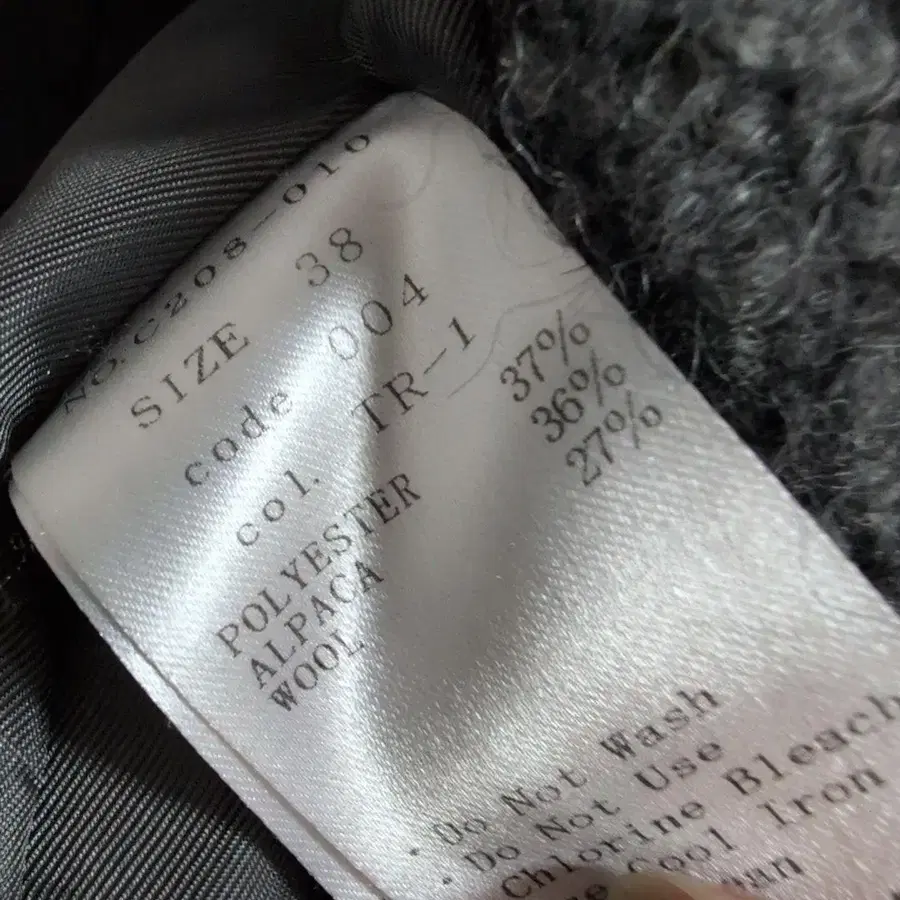 NO.C208-010
SIZE 38
code 004
col. TR-1
POLYESTER 37%
ALPACA 36%
WOOL 27%
·Do Not Wash
·Do Not Use
Chlorine Bleach
Cool Iron